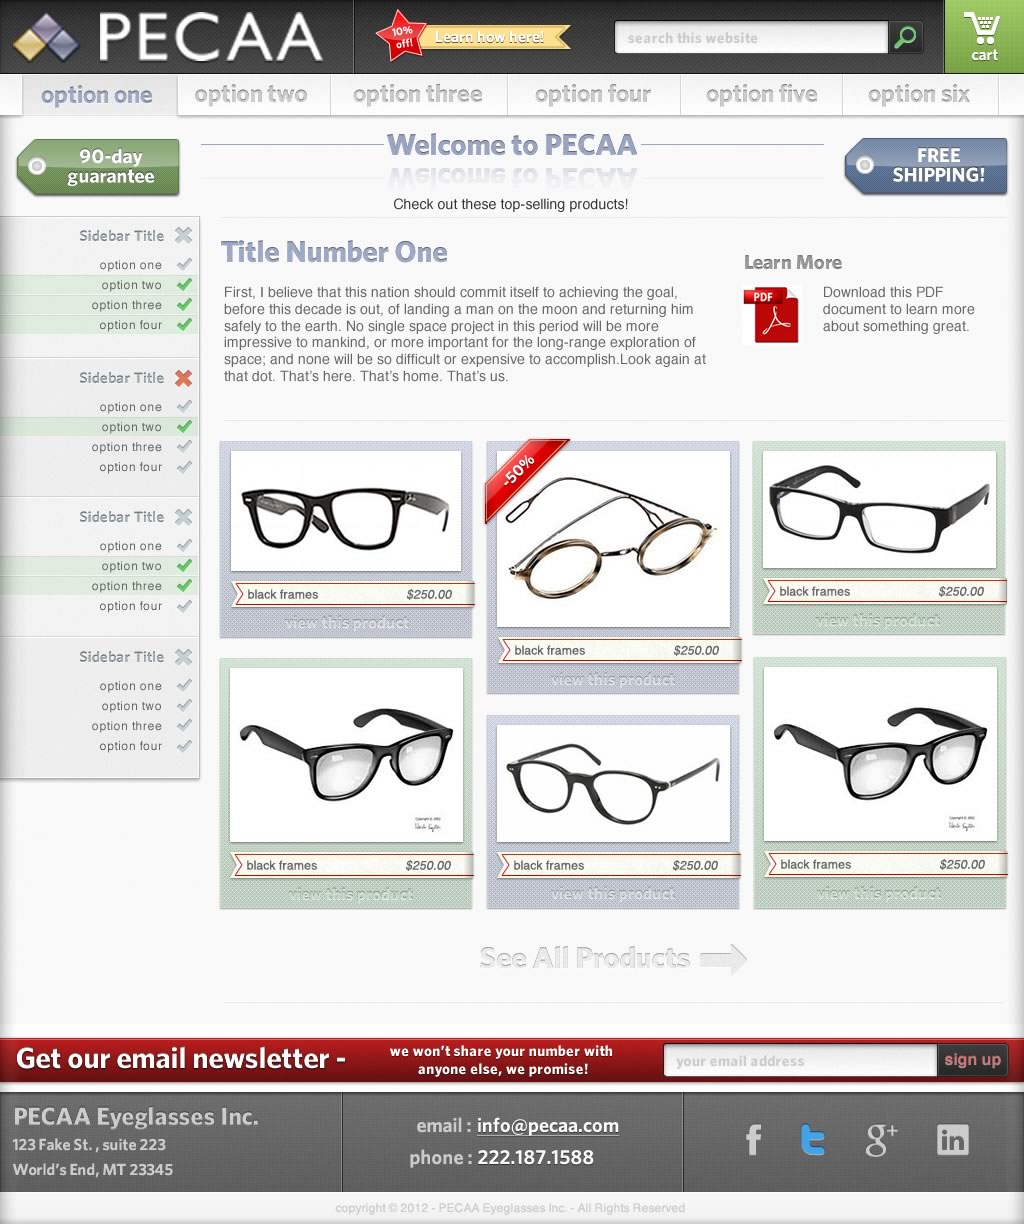 PECAA
10% off!
Learn how here!
search this website
cart
option one
option two
option three
option four
option five
option six
90-day
guarantee
Welcome to PECAA
FREE
SHIPPING!
Check out these top-selling products!
Sidebar Title
option one
option two
option three
option four
Sidebar Title
option one
option two
option three
option four
Sidebar Title
option one
option two
option three
option four
Sidebar Title
option one
option two
option three
option four
Title Number One
First, I believe that this nation should commit itself to achieving the goal,
before this decade is out, of landing a man on the moon and returning him
safely to the earth. No single space project in this period will be more
impressive to mankind, or more important for the long-range exploration of
space; and none will be so difficult or expensive to accomplish.Look again at
that dot. That's here. That's home. That's us.
Learn More
PDF
Download this PDF
document to learn more
about something great.
black frames $250.00
view this product
-50%
black frames $250.00
view this product
black frames $250.00
view this product
black frames $250.00
view this product
black frames $250.00
view this product
black frames $250.00
view this product
See All Products
Get our email newsletter -
we won't share your number with
anyone else, we promise!
your email address
sign up
PECAA Eyeglasses Inc.
123 Fake St. , suite 223
World's End, MT 23345
email : info@pecaa.com
phone : 222.187.1588
copyright © 2012 - PECAA Eyeglasses Inc. - All Rights Reserved